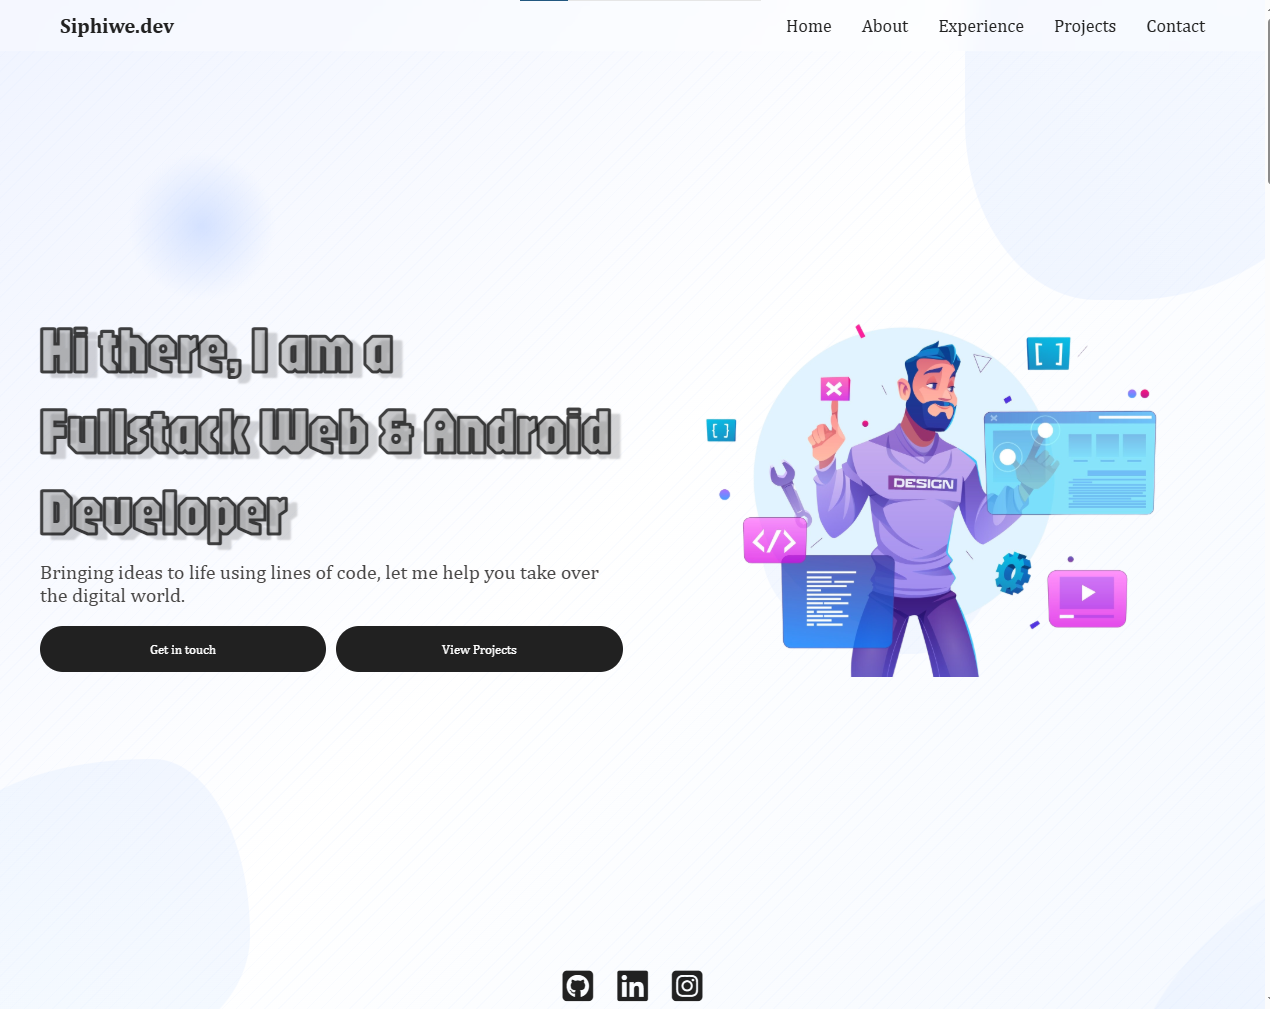 Siphiwe.dev
Home About Experience Projects Contact
Hi there, I am a
Fullstack Web & Android
Developer
Bringing ideas to life using lines of code, let me help you take over
the digital world.
Get in touch
View Projects
[ ]
{ }
DESIGN
</>
in